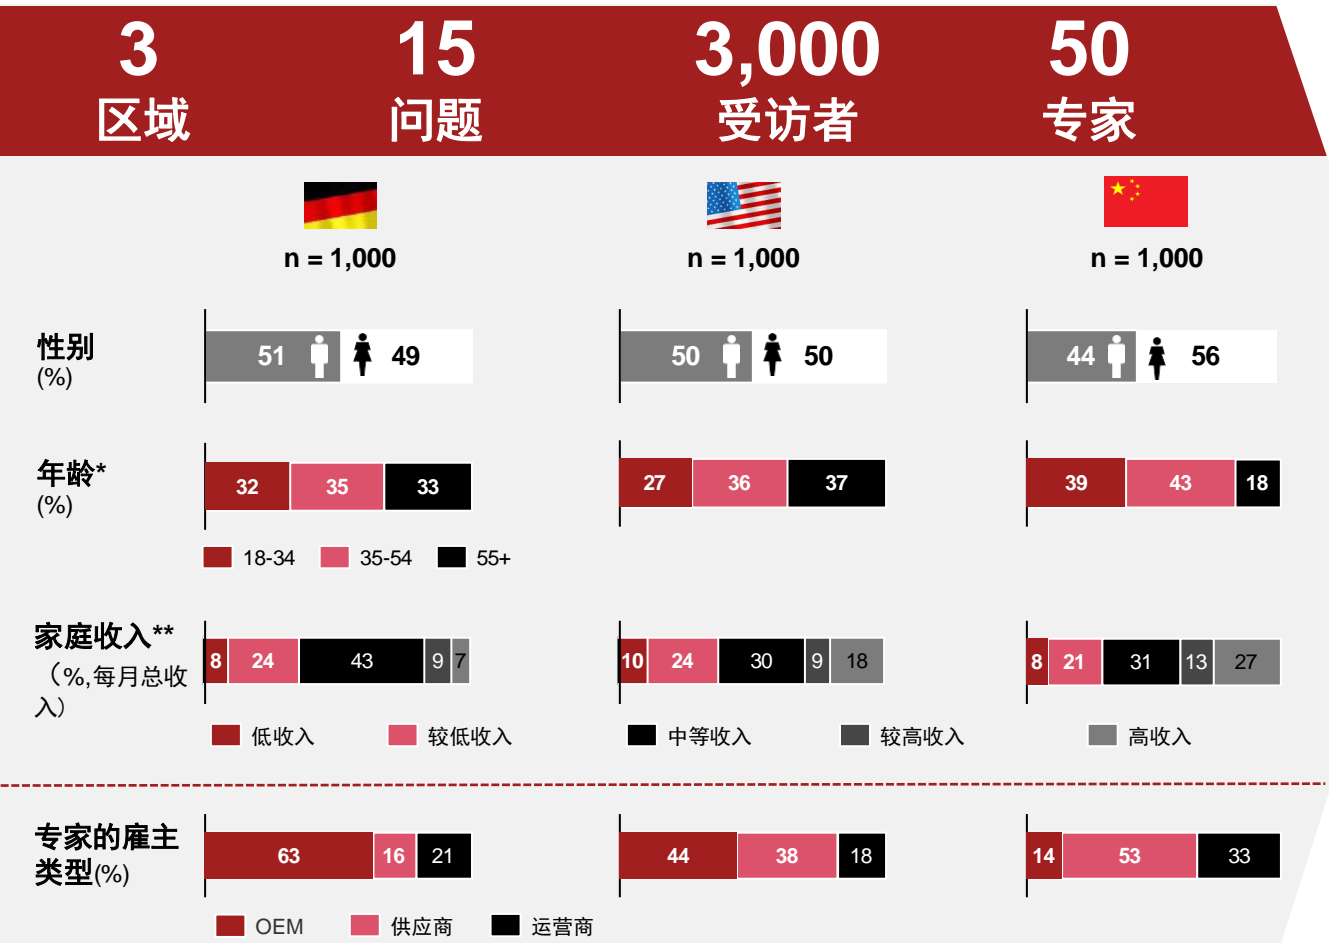 3 15 3,000 50
区域 问题 受访者 专家
n = 1,000 n = 1,000 n = 1,000
性别
(%)
51 49 50 50 44 56
年龄*
(%)
32 35 33 27 36 37 39 43 18
18-34 35-54 55+
家庭收入**
（%,每月总收
入）
8 24 43 9 7 10 24 30 9 18 8 21 31 13 27
低收入 较低收入 中等收入 较高收入 高收入
专家的雇主
类型(%)
63 16 21 44 38 18 14 53 33
OEM 供应商 运营商